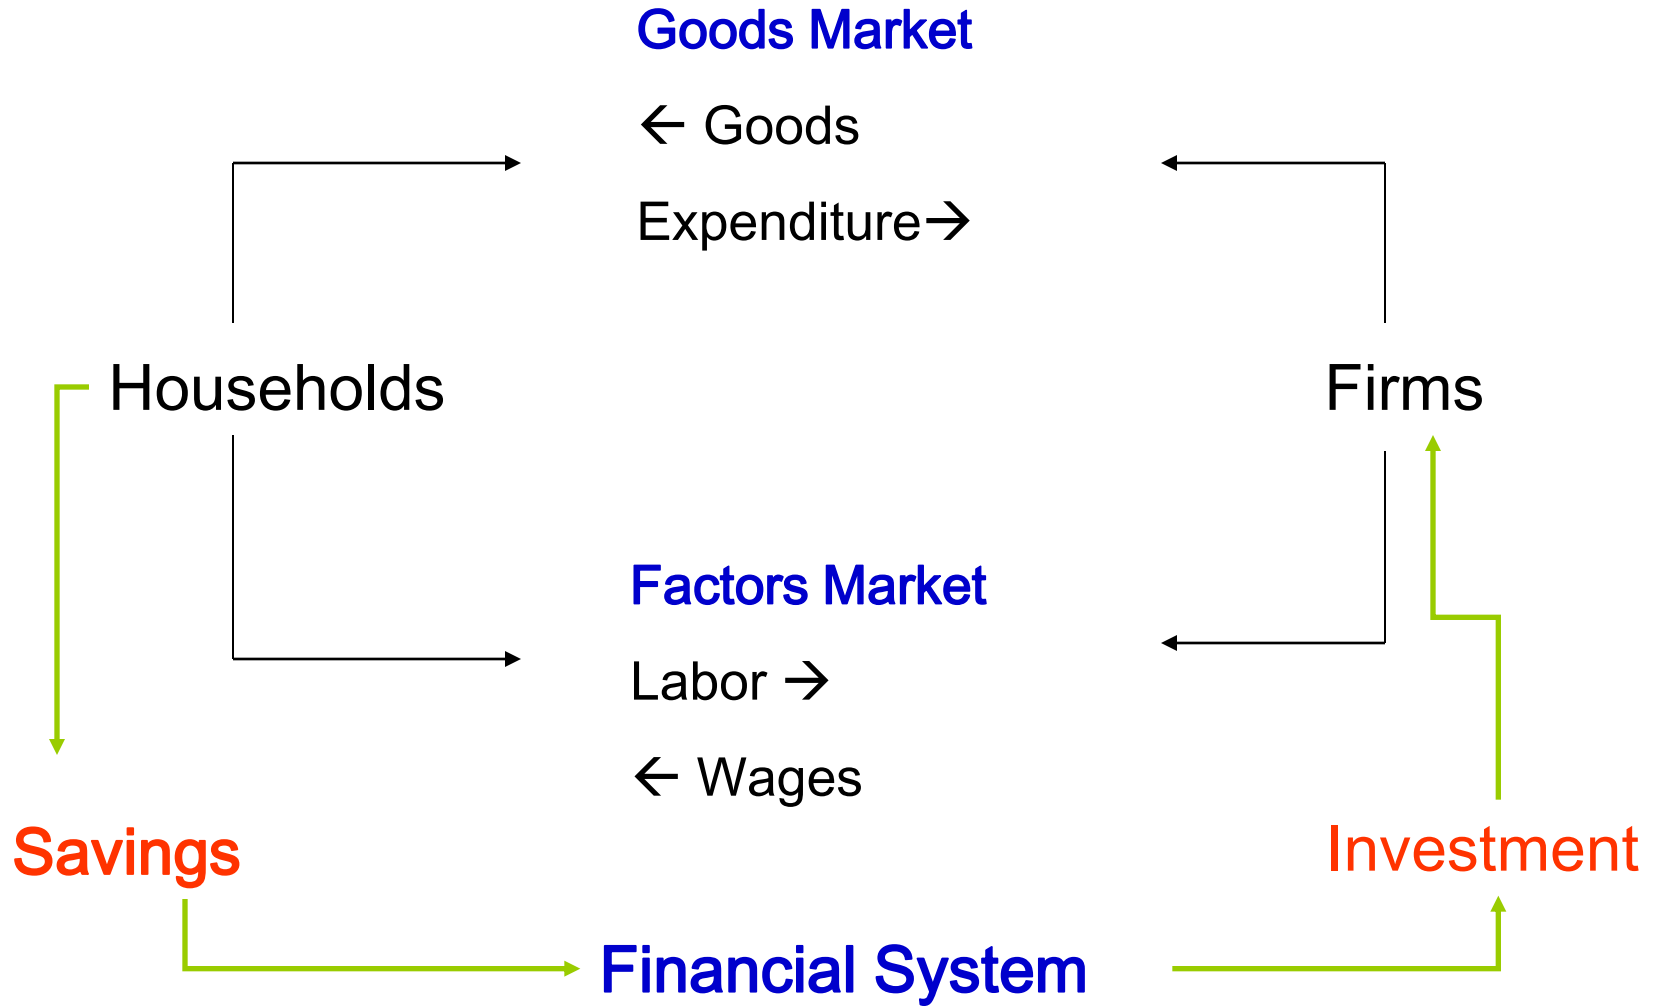 Goods Market
← Goods
Expenditure→
Households
Firms
Factors Market
Labor →
← Wages
Savings
Investment
Financial System